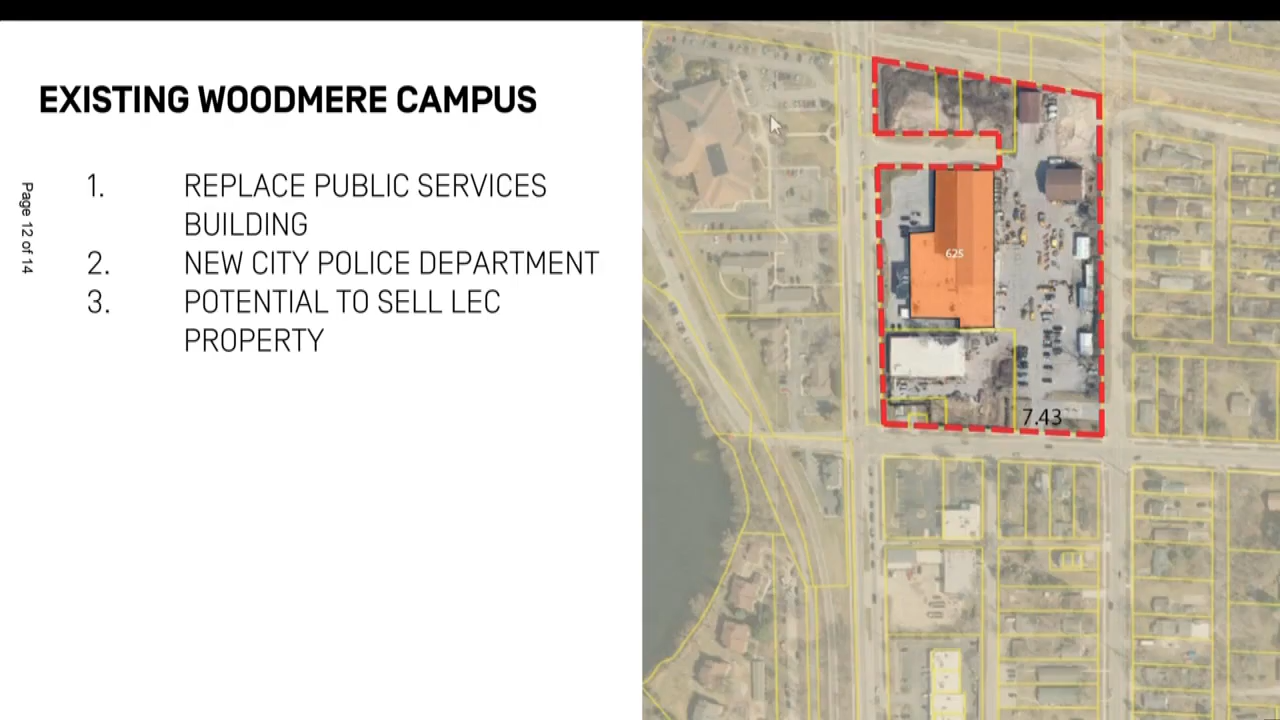 EXISTING WOODMERE CAMPUS
1. REPLACE PUBLIC SERVICES
BUILDING
2. NEW CITY POLICE DEPARTMENT
3. POTENTIAL TO SELL LEC
PROPERTY
Page 12 of 14
625
7.43